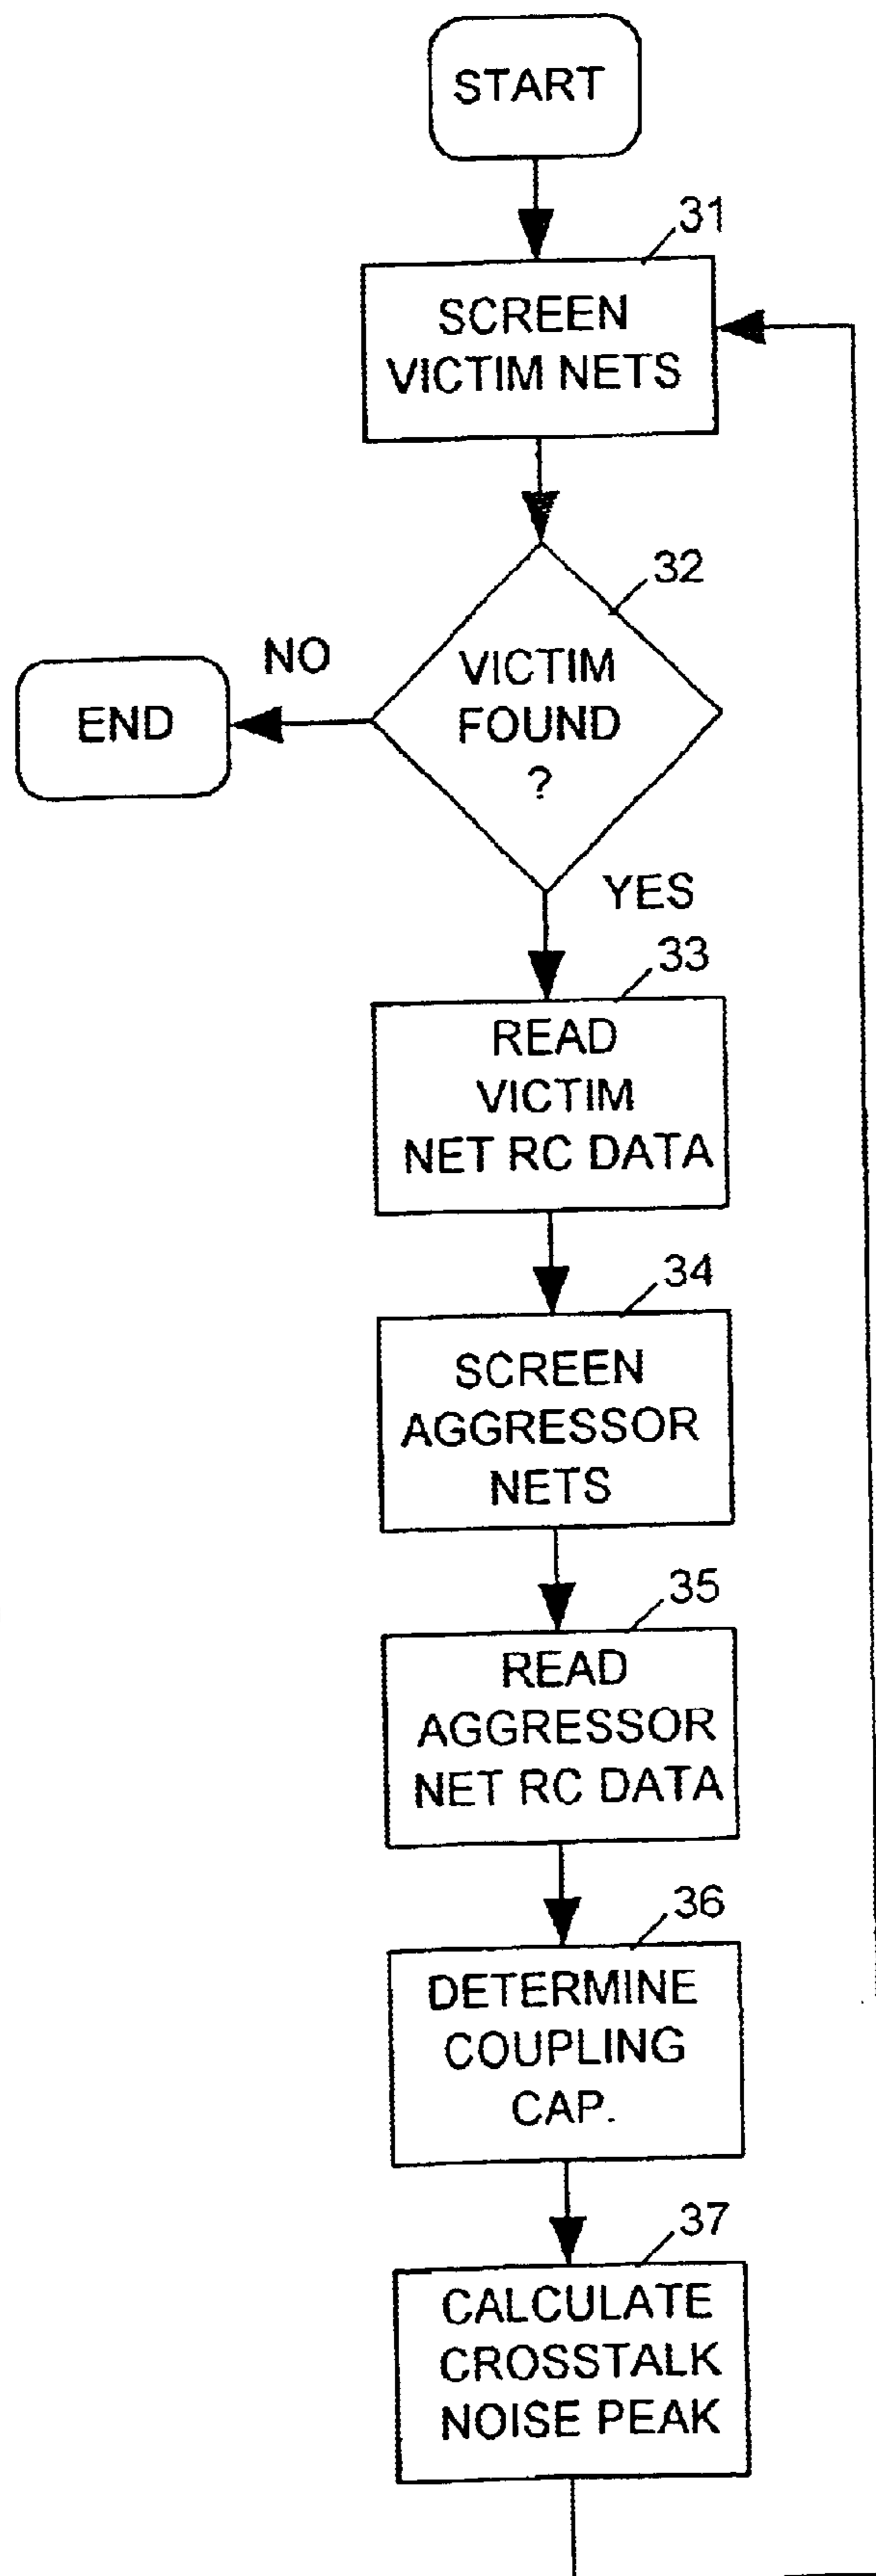 START
31
SCREEN
VICTIM NETS
32
NO
VICTIM
FOUND
?
END
YES
33
READ
VICTIM
NET RC DATA
34
SCREEN
AGGRESSOR
NETS
35
READ
AGGRESSOR
NET RC DATA
36
DETERMINE
COUPLING
CAP.
37
CALCULATE
CROSSTALK
NOISE PEAK